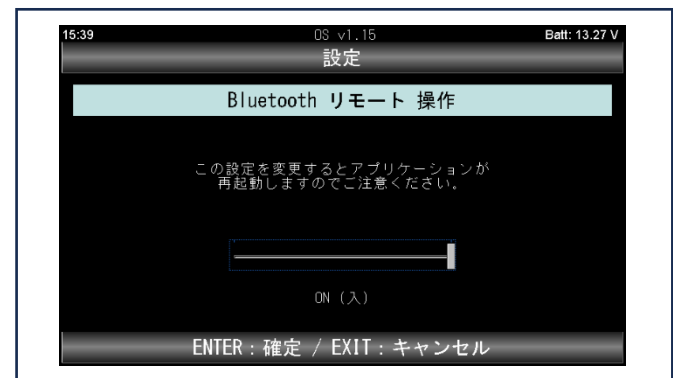 15:39 OS v1.15 Batt: 13.27 V
設定
Bluetooth リモート 操作
この設定を変更するとアプリケーションが
再起動しますのでご注意ください。
ON (入)
ENTER：確定 / EXIT：キャンセル